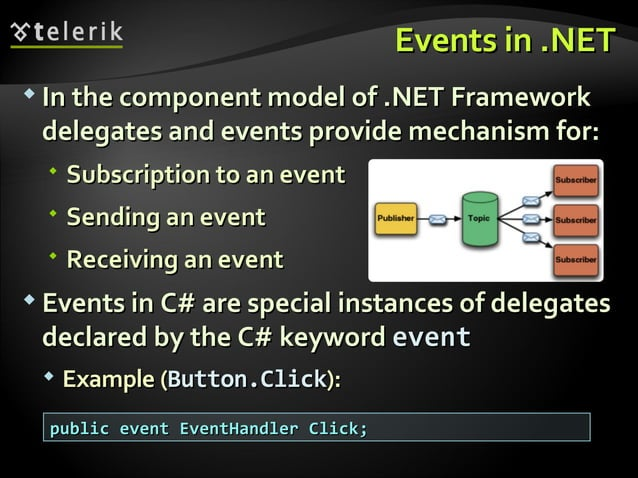 telerik
Events in .NET
In the component model of .NET Framework
delegates and events provide mechanism for:
Subscription to an event
Sending an event
Receiving an event
Publisher
Topic
Subscriber
Subscriber
Subscriber
Events in C# are special instances of delegates
declared by the C# keyword event
Example (Button.Click):
public event EventHandler Click;